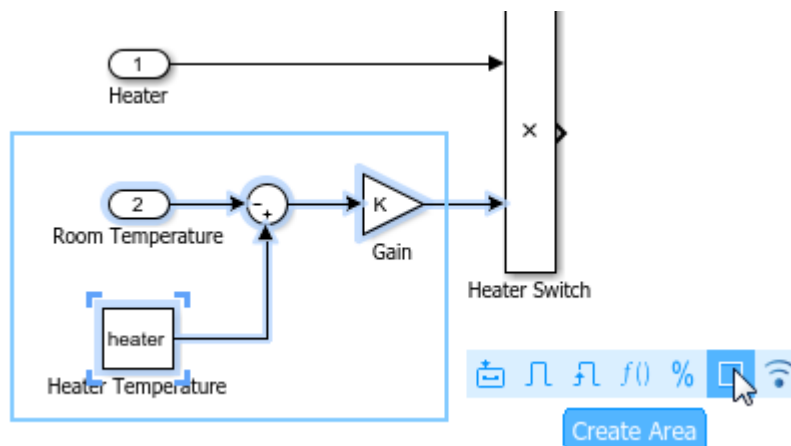 1
Heater
×
2
-
+
K
Room Temperature
Gain
Heater Switch
heater
Heater Temperature
f() %
Create Area